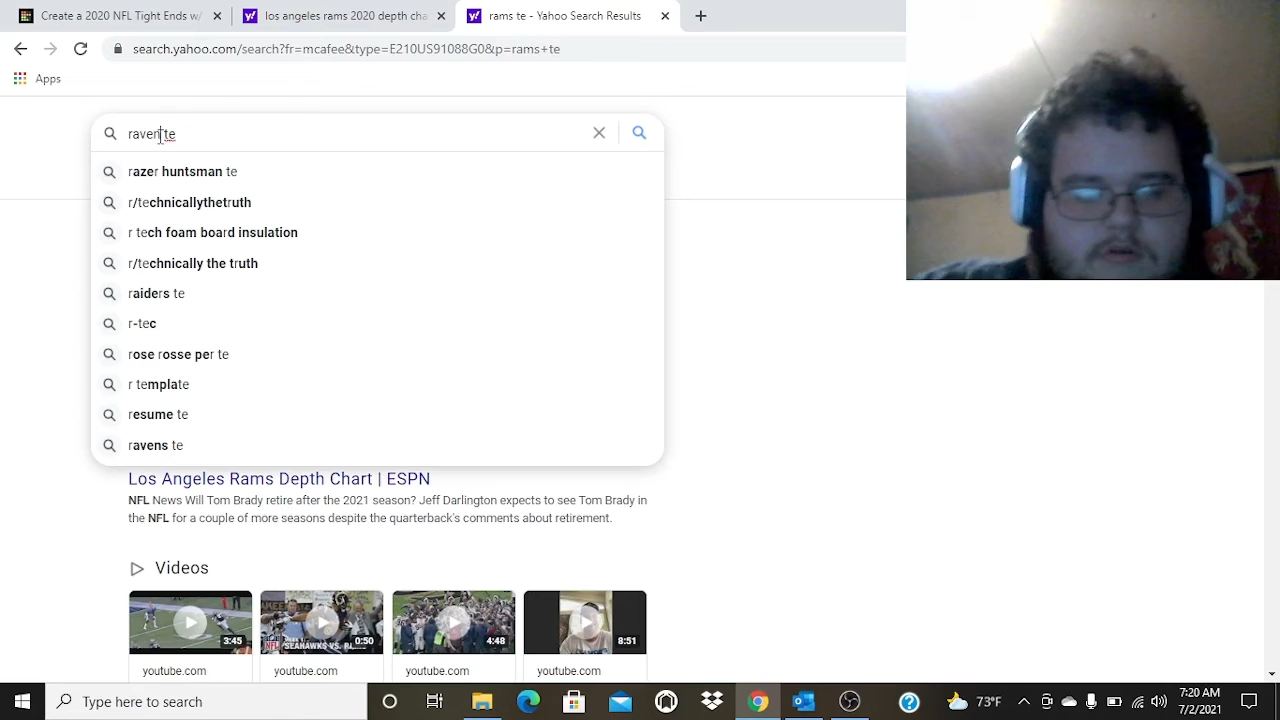 Create a 2020 NFL Tight Ends w/
los angeles rams 2020 depth cha
rams te - Yahoo Search Results
search.yahoo.com/search?fr=mcafee&type=E210US91088G0&p=rams+te
Apps
raven te
razer huntsman te
r/technicallythetruth
r tech foam board insulation
r/technically the truth
raiders te
r-tec
rose rosse per te
r template
resume te
ravens te
Los Angeles Rams Depth Chart | ESPN
NFL News Will Tom Brady retire after the 2021 season? Jeff Darlington expects to see Tom Brady in
the NFL for a couple of more seasons despite the quarterback's comments about retirement.
Videos
3:45
0:50
SEAHAWKS VS.
4:48
8:51
youtube.com
youtube.com
youtube.com
youtube.com
Type here to search
73°F
7:20 AM
7/2/2021